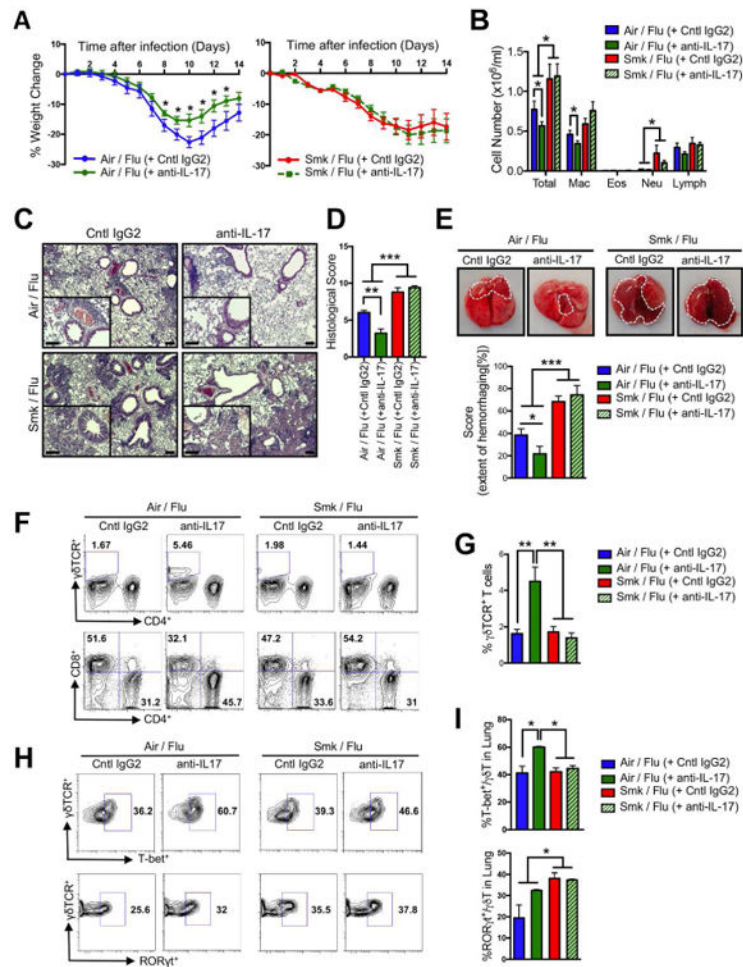 A
Time after infection (Days)
0 2 4 6 8 10 12 14
% Weight Change
10
0
-10
-20
-30
* * * * * * *
Air / Flu (+ Cntl IgG2)
Air / Flu (+ anti-IL-17)
Time after infection (Days)
0 2 4 6 8 10 12 14
10
0
-10
-20
-30
Smk / Flu (+ Cntl IgG2)
Smk / Flu (+ anti-IL-17)
B
Air / Flu (+ Cntl IgG2)
Air / Flu (+ anti-IL-17)
Smk / Flu (+ Cntl IgG2)
Smk / Flu (+ anti-IL-17)
Cell Number (x10⁶/ml)
1.5
1.0
0.5
0.0
* * * *
Total Mac Eos Neu Lymph
C
Cntl IgG2 anti-IL-17
Air / Flu
Smk / Flu
D
Histological Score
15
10
5
0
***
**
Air / Flu (+Cntl IgG2)
Air / Flu (+anti-IL-17)
Smk / Flu (+Cntl IgG2)
Smk / Flu (+anti-IL-17)
E
Air / Flu Smk / Flu
Cntl IgG2 anti-IL-17 Cntl IgG2 anti-IL-17
Score
(extent of hemorrhaging[%])
100
80
60
40
20
0
***
*
Air / Flu (+ Cntl IgG2)
Air / Flu (+ anti-IL-17)
Smk / Flu (+ Cntl IgG2)
Smk / Flu (+ anti-IL-17)
F
Air / Flu Smk / Flu
Cntl IgG2 anti-IL17 Cntl IgG2 anti-IL17
γδTCR⁺
1.67 5.46 1.98 1.44
CD4⁺
CD8⁺
51.6 32.1 47.2 54.2
31.2 45.7 33.6 31
CD4⁺
G
% γδTCR⁺ T cells
6
4
2
0
** **
Air / Flu (+ Cntl IgG2)
Air / Flu (+ anti-IL-17)
Smk / Flu (+ Cntl IgG2)
Smk / Flu (+ anti-IL-17)
H
Air / Flu Smk / Flu
Cntl IgG2 anti-IL17 Cntl IgG2 anti-IL17
γδTCR⁺
36.2 60.7 39.3 46.6
T-bet⁺
γδTCR⁺
25.6 32 35.5 37.8
RORγt⁺
I
%T-bet⁺/γδT in Lung
80
60
40
20
0
* *
Air / Flu (+ Cntl IgG2)
Air / Flu (+ anti-IL-17)
Smk / Flu (+ Cntl IgG2)
Smk / Flu (+ anti-IL-17)
%RORγt⁺/γδT in Lung
60
40
20
0
*